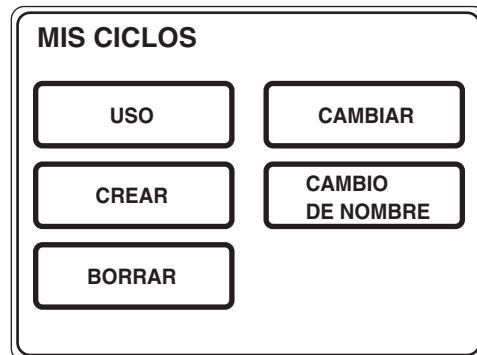 MIS CICLOS
USO
CAMBIAR
CREAR
CAMBIO
DE NOMBRE
BORRAR